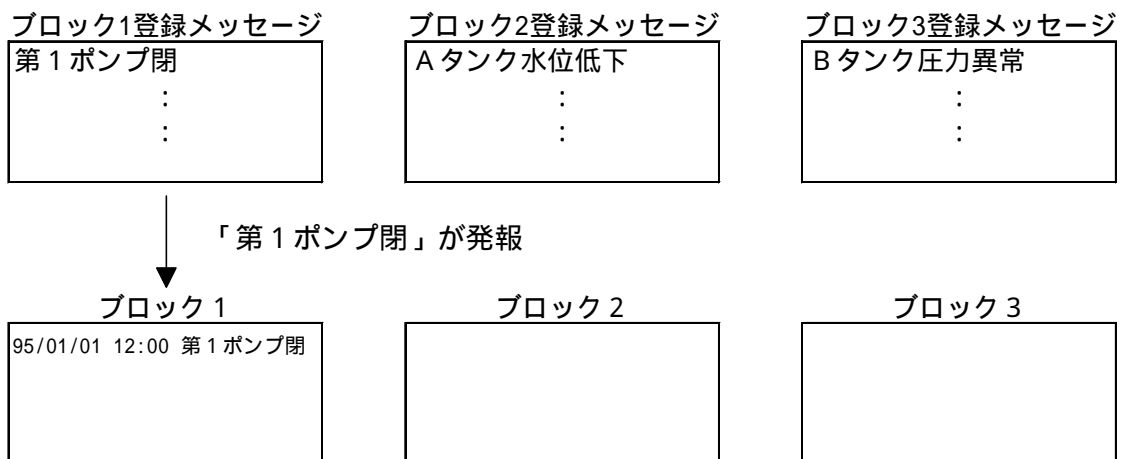 ブロック1登録メッセージ ブロック2登録メッセージ ブロック3登録メッセージ
第１ポンプ閉 Ａタンク水位低下 Ｂタンク圧力異常
： ： ：
： ： ：
「第１ポンプ閉」が発報
ブロック１ ブロック２ ブロック３
95/01/01 12:00 第１ポンプ閉